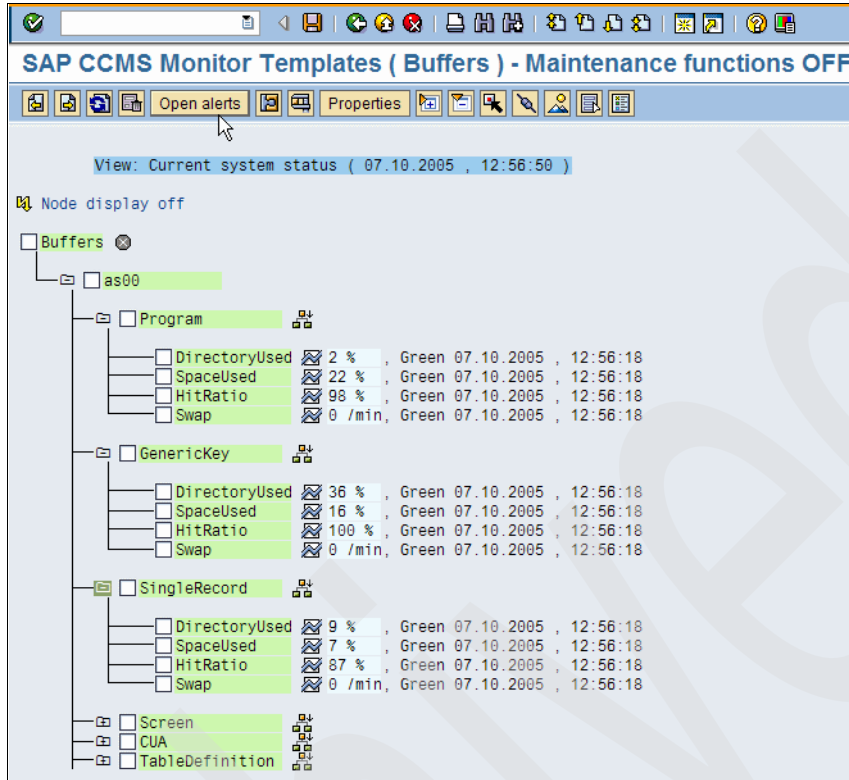 SAP CCMS Monitor Templates ( Buffers ) - Maintenance functions OFF
Open alerts Properties
View: Current system status ( 07.10.2005 , 12:56:50 )
Node display off
Buffers
as00
Program
DirectoryUsed 2 % , Green 07.10.2005 , 12:56:18
SpaceUsed 22 % , Green 07.10.2005 , 12:56:18
HitRatio 98 % , Green 07.10.2005 , 12:56:18
Swap 0 /min, Green 07.10.2005 , 12:56:18
GenericKey
DirectoryUsed 36 % , Green 07.10.2005 , 12:56:18
SpaceUsed 16 % , Green 07.10.2005 , 12:56:18
HitRatio 100 % , Green 07.10.2005 , 12:56:18
Swap 0 /min, Green 07.10.2005 , 12:56:18
SingleRecord
DirectoryUsed 9 % , Green 07.10.2005 , 12:56:18
SpaceUsed 7 % , Green 07.10.2005 , 12:56:18
HitRatio 87 % , Green 07.10.2005 , 12:56:18
Swap 0 /min, Green 07.10.2005 , 12:56:18
Screen
CUA
TableDefinition